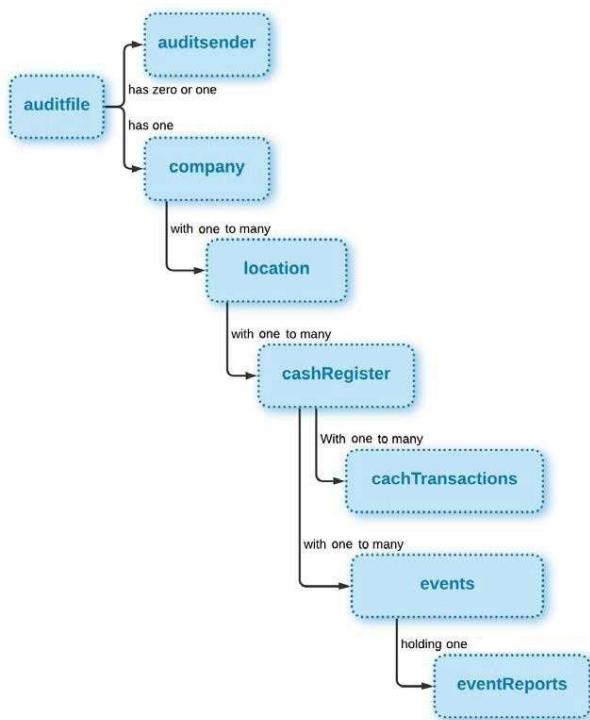 auditsender
has zero or one
auditfile
has one
company
with one to many
location
with one to many
cashRegister
With one to many
cachTransactions
with one to many
events
holding one
eventReports